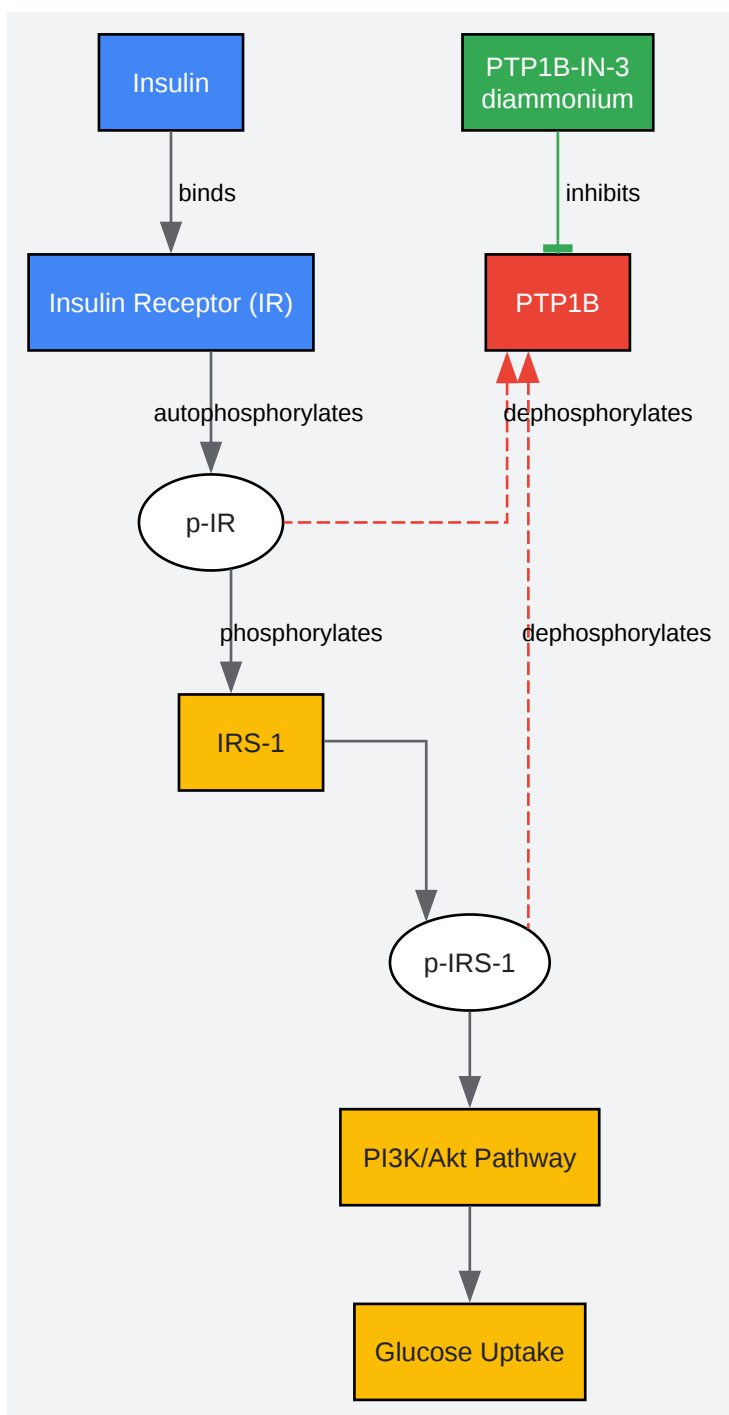 Insulin
PTP1B-IN-3
diammonium
binds
inhibits
Insulin Receptor (IR)
PTP1B
autophosphorylates
dephosphorylates
p-IR
phosphorylates
dephosphorylates
IRS-1
p-IRS-1
PI3K/Akt Pathway
Glucose Uptake